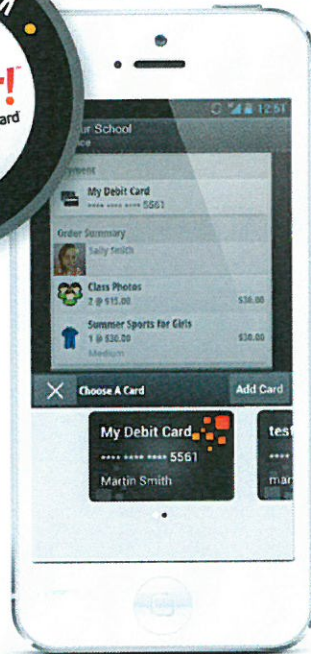 12:51
ur School
My Debit Card
**** **** **** 5561
Order Summary
Sally Smith
Class Photos
2 @ $15.00 $30.00
Summer Sports for Girls
1 @ $30.00 $30.00
Medium
Choose A Card Add Card
My Debit Card test
**** **** **** 5561 ****
Martin Smith mar